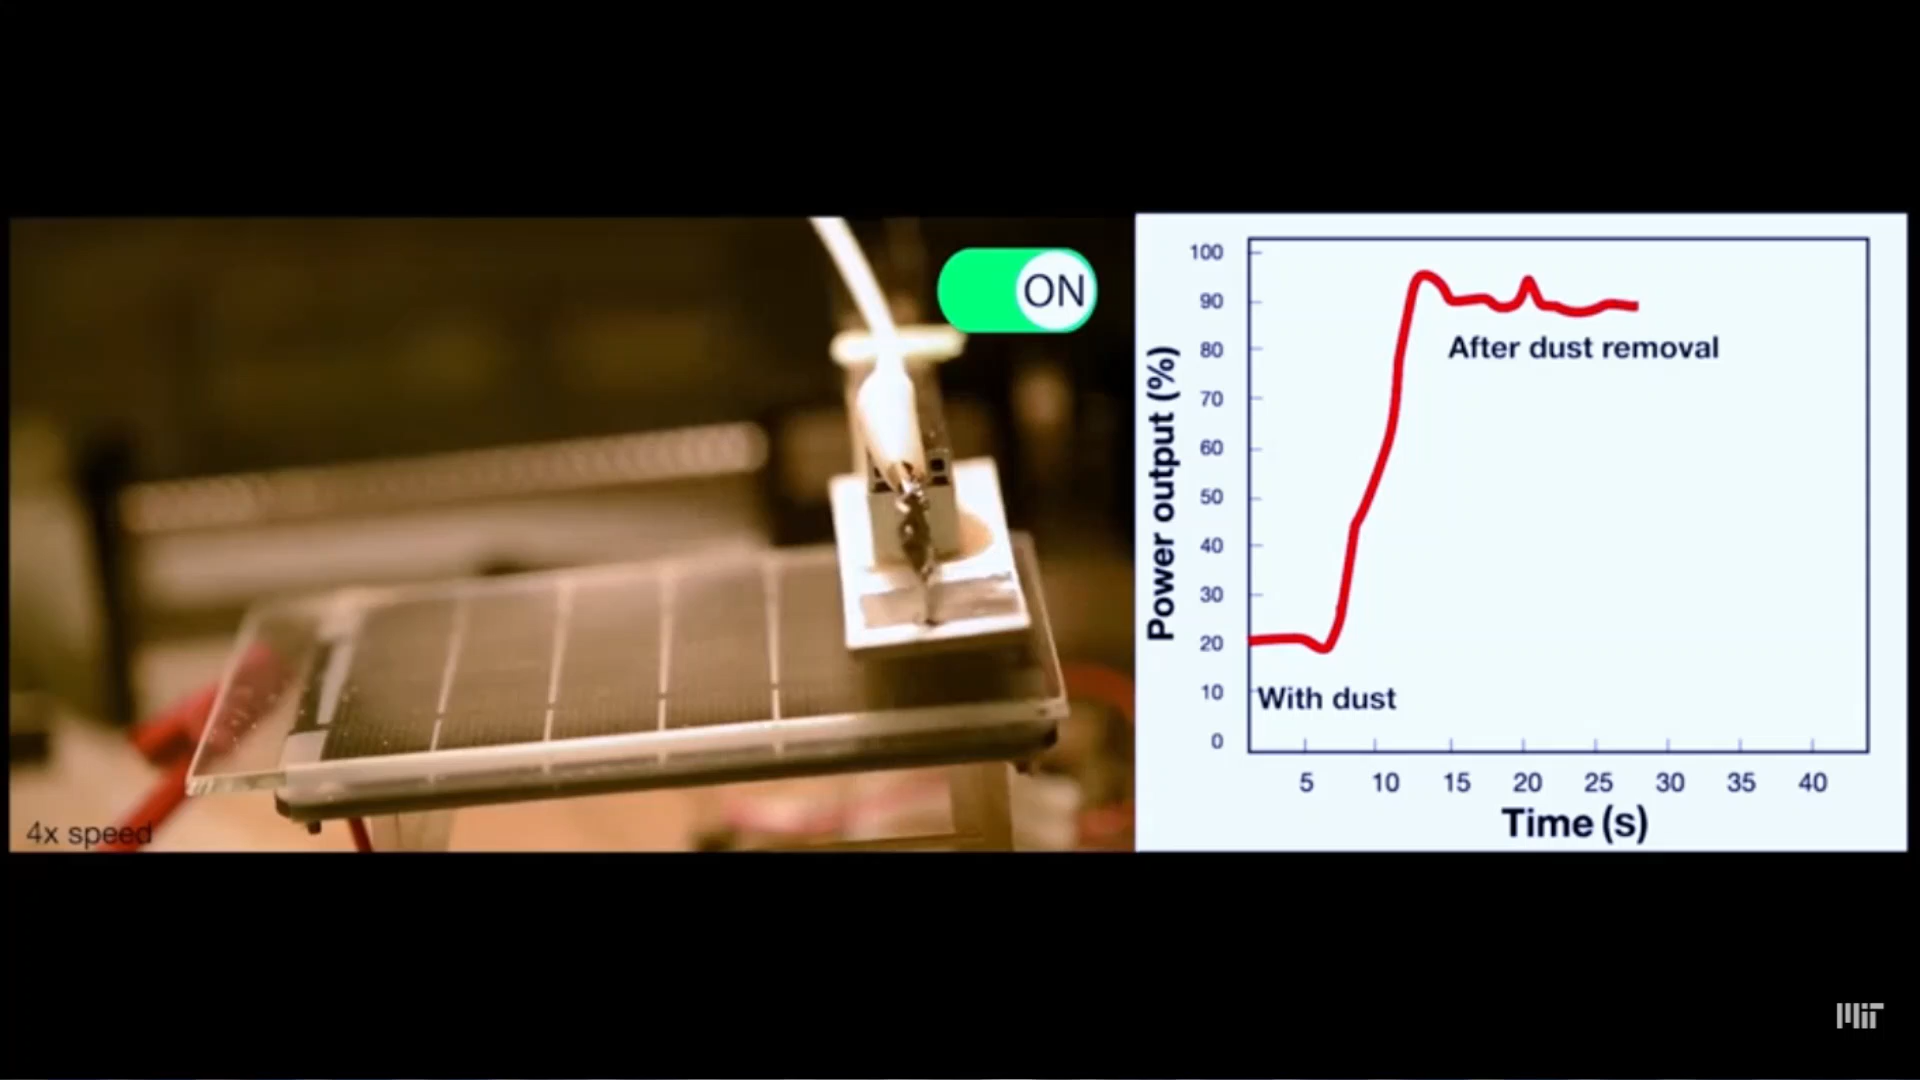 ON
4x speed
Power output (%)
100
90
80
70
60
50
40
30
20
10
0
After dust removal
With dust
5 10 15 20 25 30 35 40
Time (s)
MIT